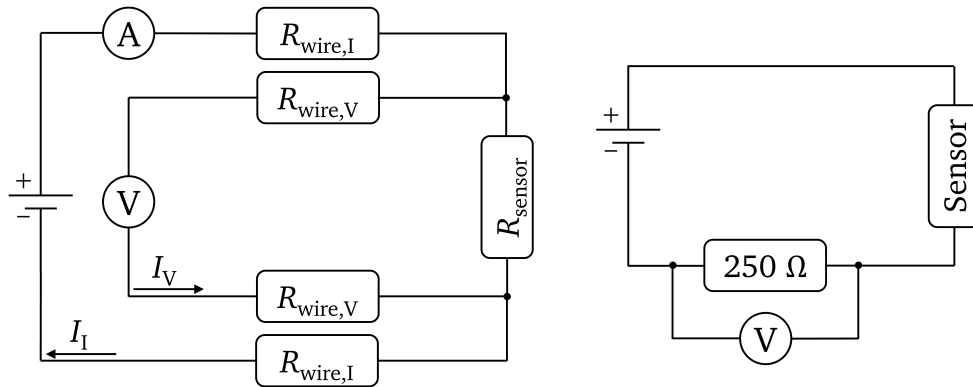 A
R_wire,I
R_wire,V
+
−
V
R_sensor
I_V
R_wire,V
I_I
R_wire,I
+
−
Sensor
250 Ω
V